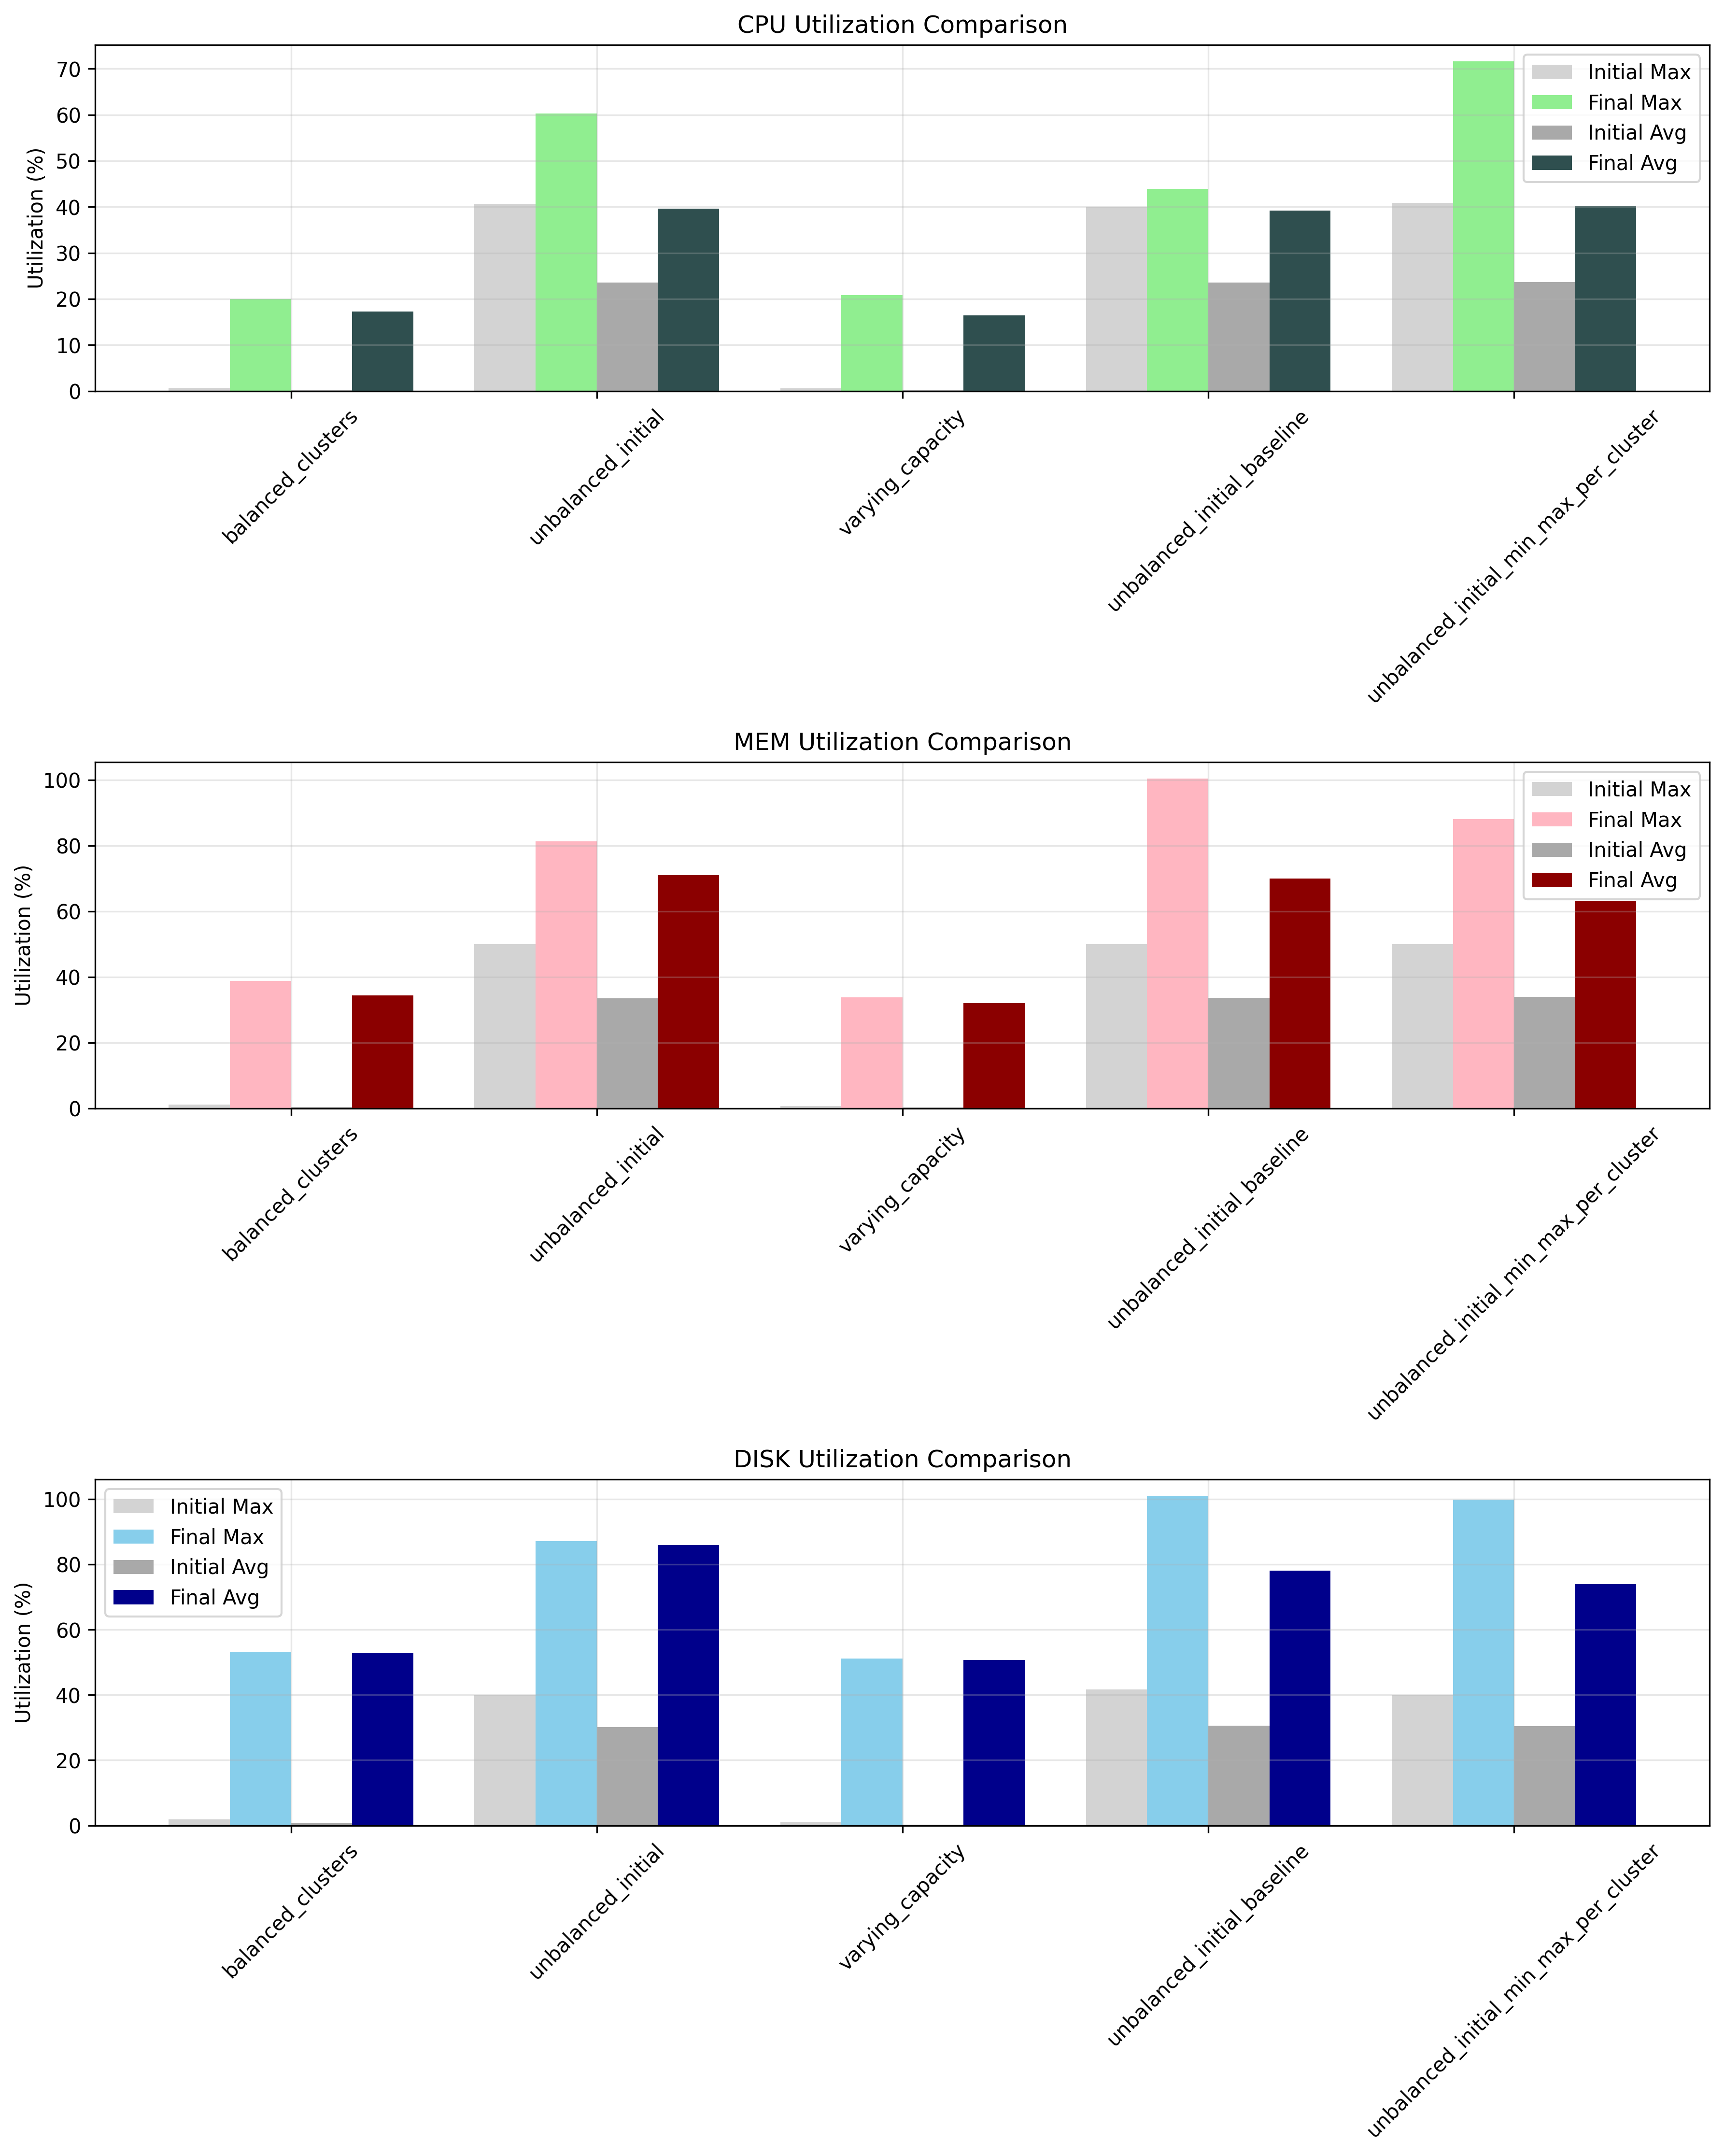 CPU Utilization Comparison
Utilization (%)
70
60
50
40
30
20
10
0
Initial Max
Final Max
Initial Avg
Final Avg
balanced_clusters
unbalanced_initial
varying_capacity
unbalanced_initial_baseline
unbalanced_initial_min_max_per_cluster
MEM Utilization Comparison
Utilization (%)
100
80
60
40
20
0
Initial Max
Final Max
Initial Avg
Final Avg
balanced_clusters
unbalanced_initial
varying_capacity
unbalanced_initial_baseline
unbalanced_initial_min_max_per_cluster
DISK Utilization Comparison
Utilization (%)
100
80
60
40
20
0
Initial Max
Final Max
Initial Avg
Final Avg
balanced_clusters
unbalanced_initial
varying_capacity
unbalanced_initial_baseline
unbalanced_initial_min_max_per_cluster